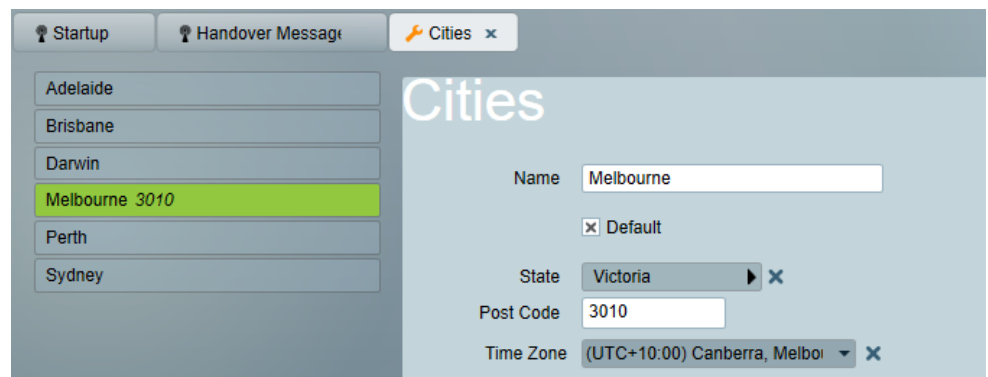 Startup
Handover Message
Cities
Adelaide
Brisbane
Darwin
Melbourne 3010
Perth
Sydney
Cities
Name Melbourne
Default
State Victoria
Post Code 3010
Time Zone (UTC+10:00) Canberra, Melbou